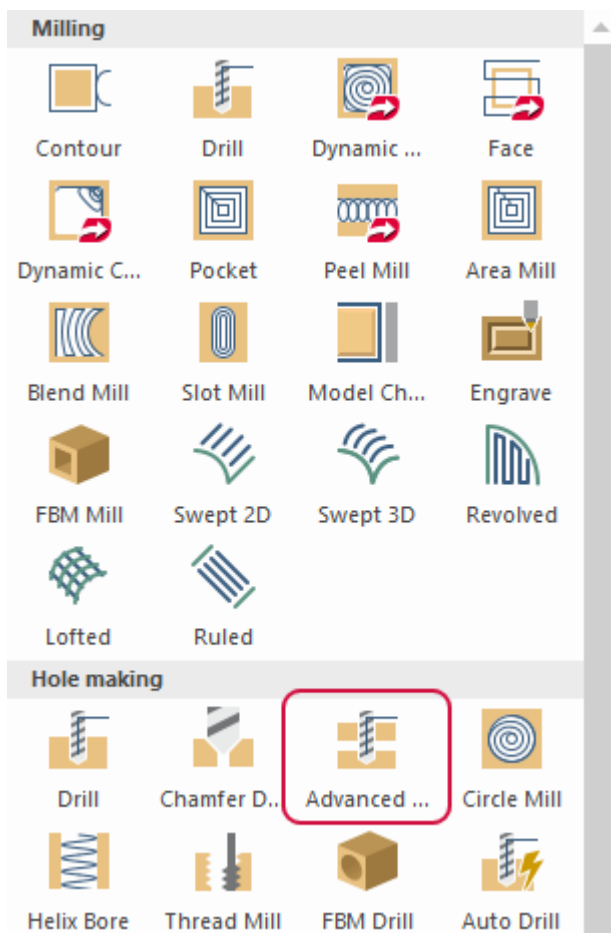 Milling
Contour Drill Dynamic ... Face
Dynamic C... Pocket Peel Mill Area Mill
Blend Mill Slot Mill Model Ch... Engrave
FBM Mill Swept 2D Swept 3D Revolved
Lofted Ruled
Hole making
Drill Chamfer D... Advanced ... Circle Mill
Helix Bore Thread Mill FBM Drill Auto Drill